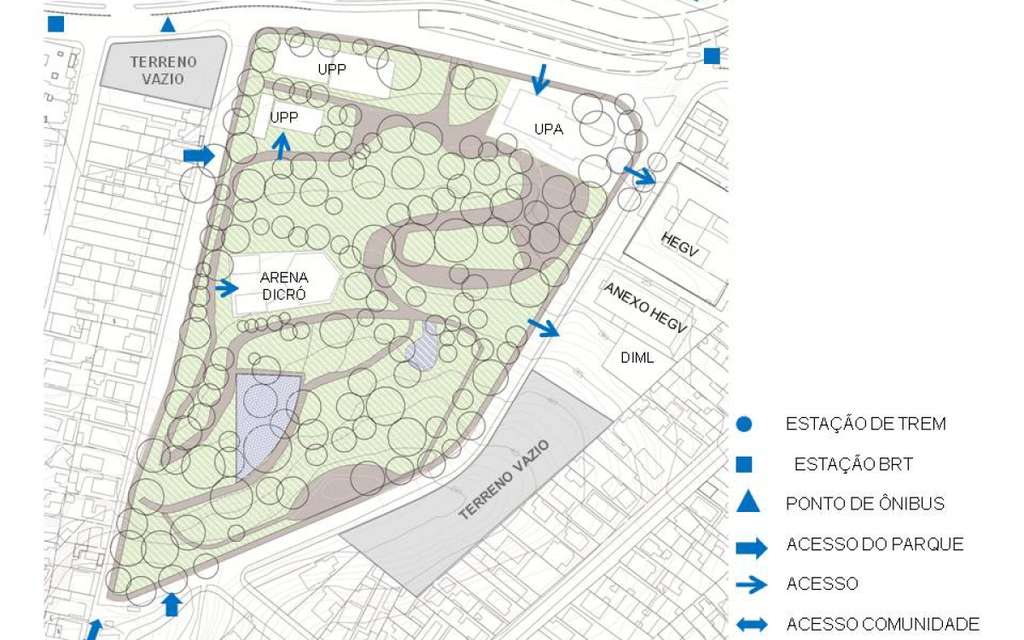 TERRENO
VAZIO
UPP
UPP
UPA
HEGV
ARENA
DICRÓ
ANEXO HEGV
DIML
TERRENO VAZIO
ESTAÇÃO DE TREM
ESTAÇÃO BRT
PONTO DE ÔNIBUS
ACESSO DO PARQUE
ACESSO
ACESSO COMUNIDADE